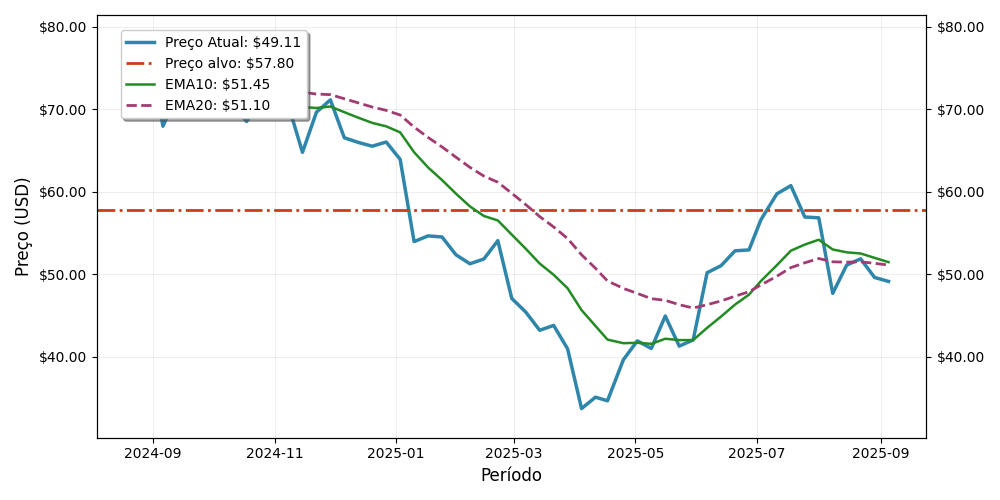 $80.00
$70.00
$60.00
$50.00
$40.00
Preço (USD)
Preço Atual: $49.11
Preço alvo: $57.80
EMA10: $51.45
EMA20: $51.10
$80.00
$70.00
$60.00
$50.00
$40.00
2024-09 2024-11 2025-01 2025-03 2025-05 2025-07 2025-09
Período